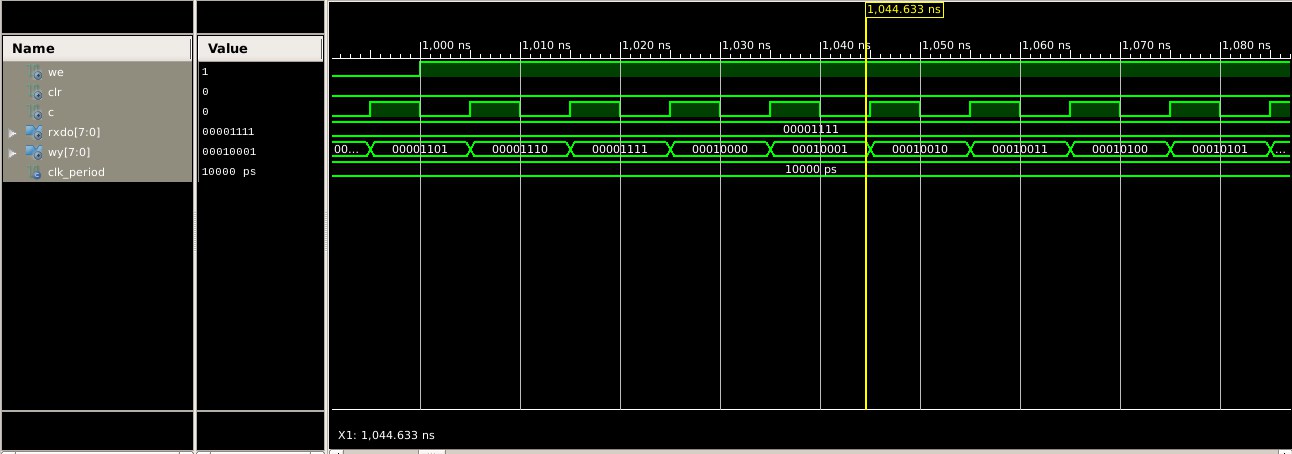 1,044.633 ns
Name Value
1,000 ns 1,010 ns 1,020 ns 1,030 ns 1,040 ns 1,050 ns 1,060 ns 1,070 ns 1,080 ns
we 1
clr 0
c 0
rxdo[7:0] 00001111 00001111
wy[7:0] 00010001 00... 00001101 00001110 00001111 00010000 00010001 00010010 00010011 00010100 00010101 ...
clk_period 10000 ps 10000 ps
X1: 1,044.633 ns